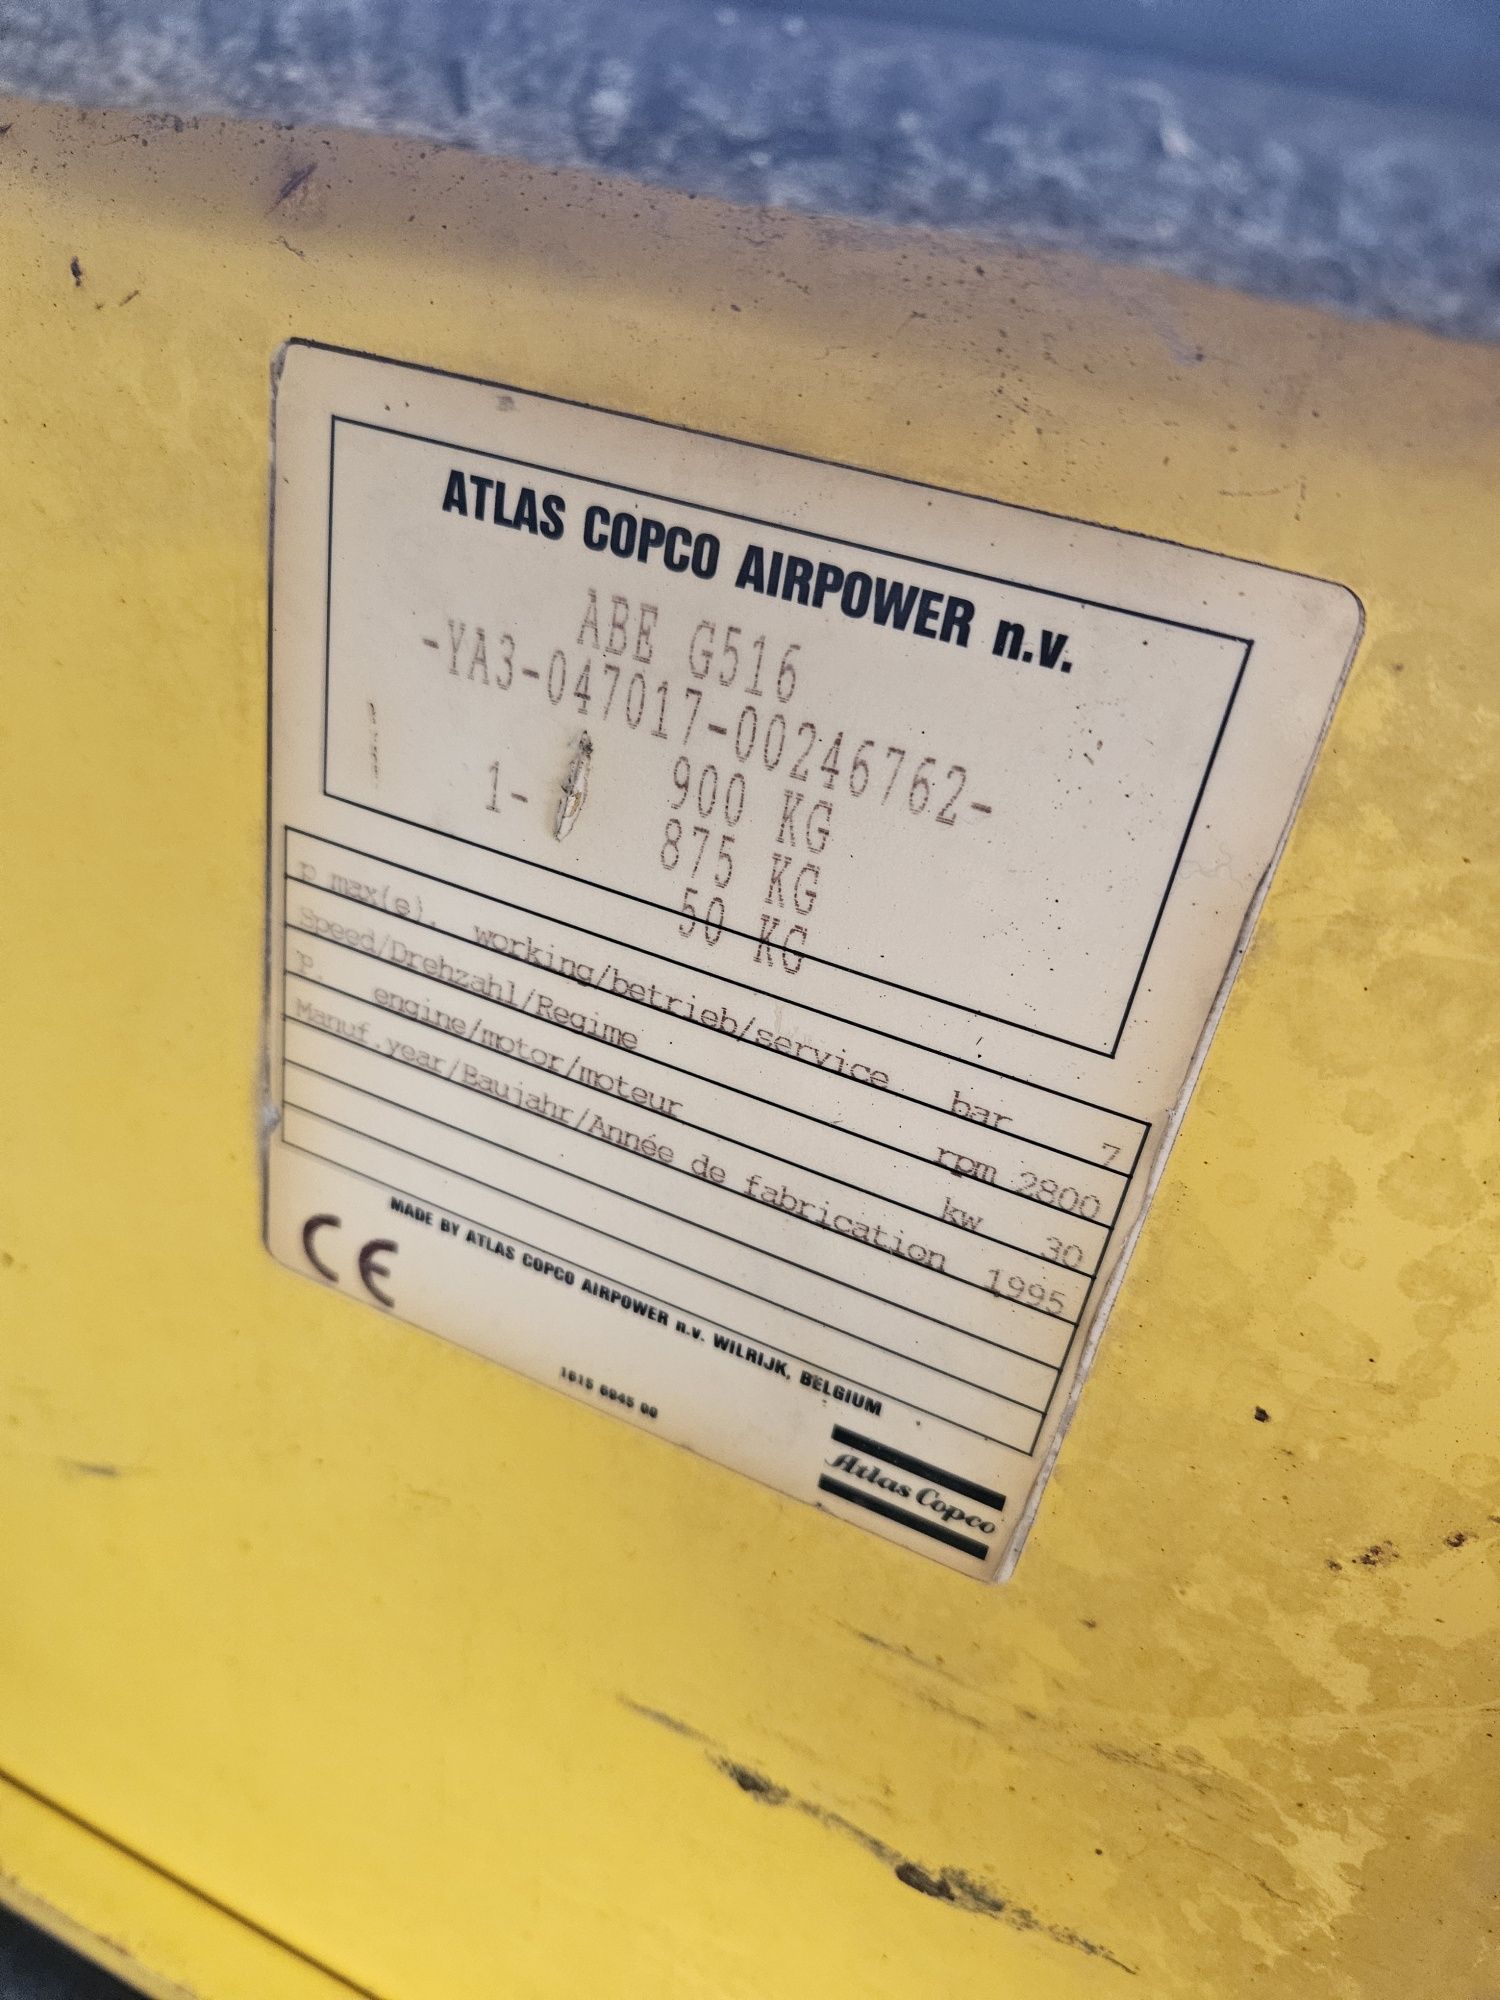 ATLAS COPCO AIRPOWER n.v.
ABE G516
-YA3-047017-00246762-
900 KG
1- 875 KG
50 KG
p max(e). working/betrieb/service bar 7
Speed/Drehzahl/Regime rpm 2800
P. engine/motor/moteur kw 30
Manuf.year/Baujahr/Année de fabrication 1995
MADE BY ATLAS COPCO AIRPOWER n.v. WILRIJK, BELGIUM
CE
1615 6945 00
Atlas Copco